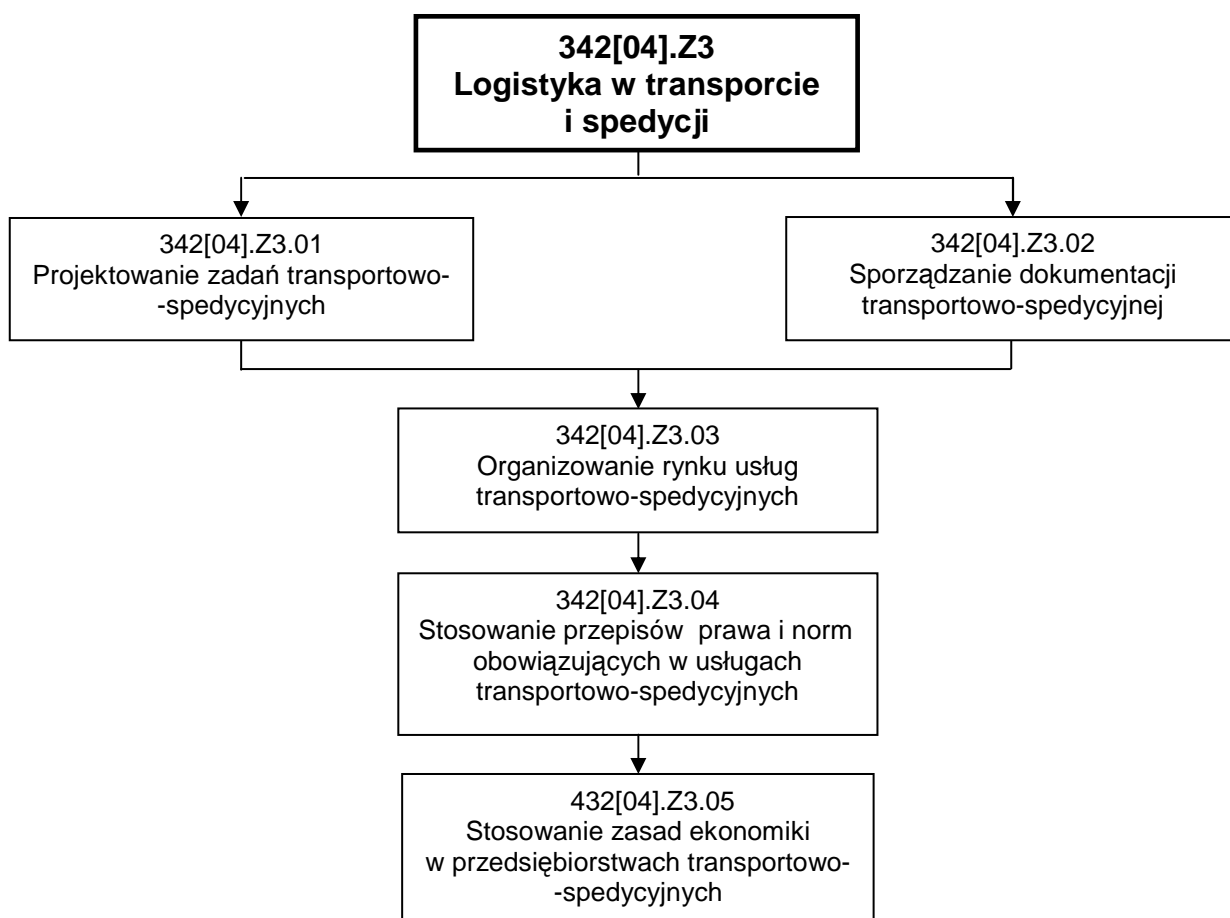 342[04].Z3
Logistyka w transporcie
i spedycji
342[04].Z3.01
Projektowanie zadań transportowo-
-spedycyjnych
342[04].Z3.02
Sporządzanie dokumentacji
transportowo-spedycyjnej
342[04].Z3.03
Organizowanie rynku usług
transportowo-spedycyjnych
342[04].Z3.04
Stosowanie przepisów prawa i norm
obowiązujących w usługach
transportowo-spedycyjnych
432[04].Z3.05
Stosowanie zasad ekonomiki
w przedsiębiorstwach transportowo-
-spedycyjnych